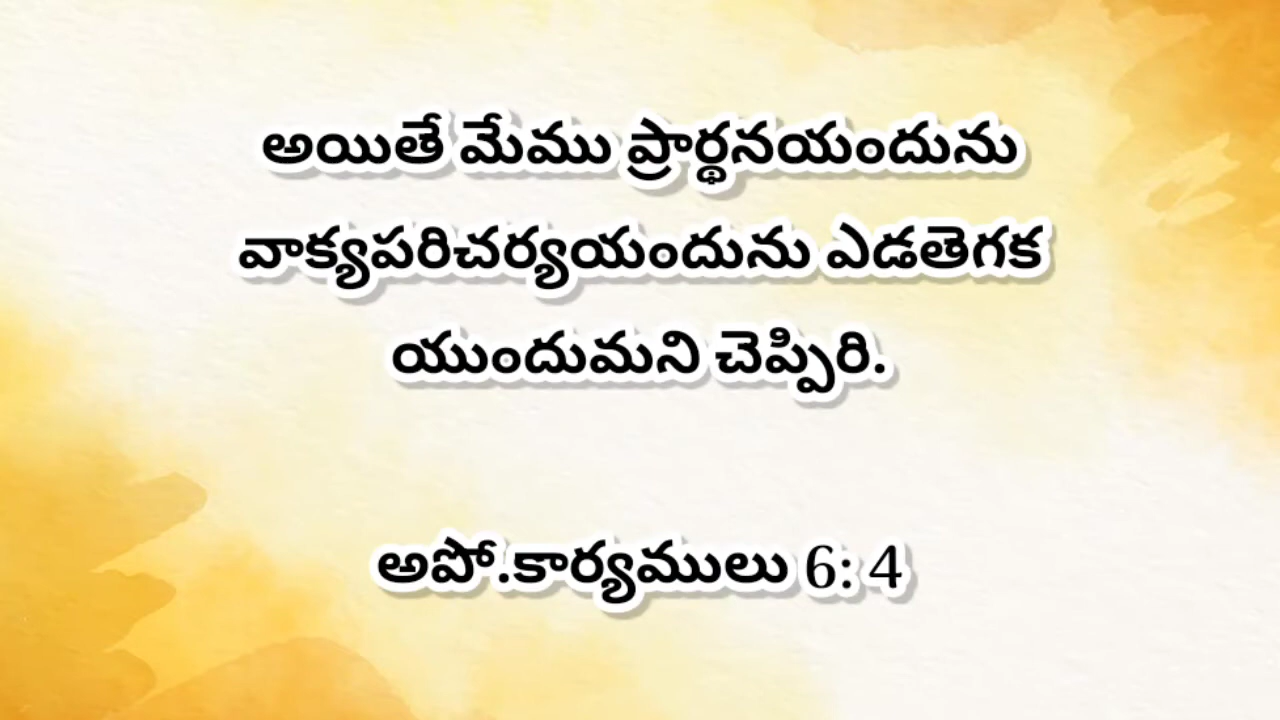 అయితే మేము ప్రార్థనయందును
వాక్యపరిచర్యయందును ఎడతెగక
యుందుమని చెప్పిరి.
అపో.కార్యములు 6: 4